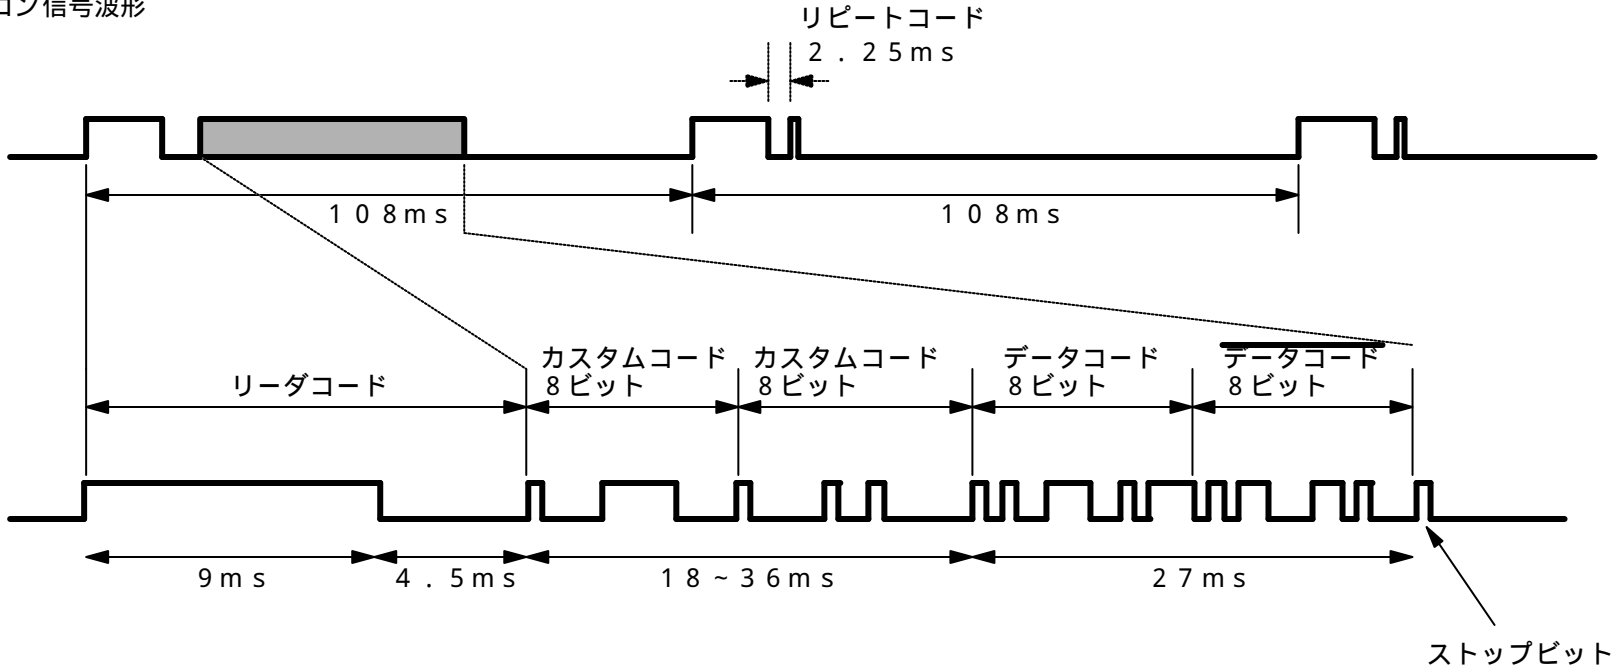 コン信号波形
リピートコード
２．２５ｍｓ
１０８ｍｓ
１０８ｍｓ
リーダコード
カスタムコード
８ビット
カスタムコード
８ビット
データコード
８ビット
データコード
８ビット
９ｍｓ
４．５ｍｓ
１８~３６ｍｓ
２７ｍｓ
ストップビット